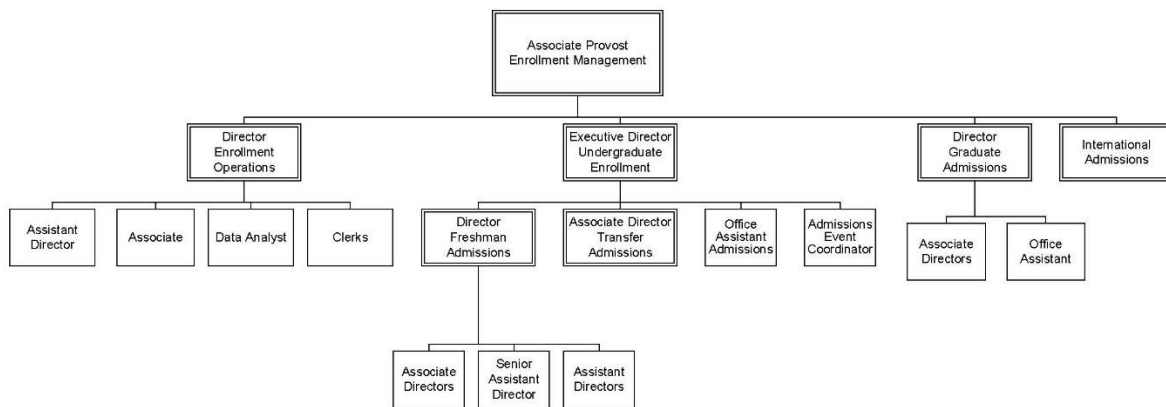 Associate Provost
Enrollment Management
Director
Enrollment
Operations
Executive Director
Undergraduate
Enrollment
Director
Graduate
Admissions
International
Admissions
Assistant
Director
Associate
Data Analyst
Clerks
Director
Freshman
Admissions
Associate Director
Transfer
Admissions
Office
Assistant
Admissions
Admissions
Event
Coordinator
Associate
Directors
Office
Assistant
Associate
Directors
Senior
Assistant
Director
Assistant
Directors